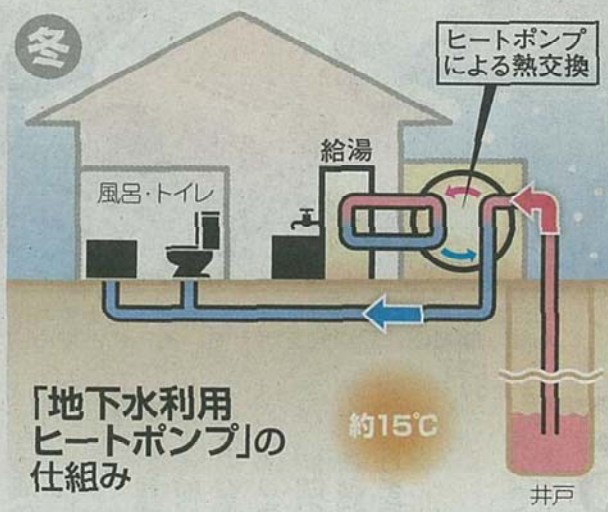 冬
ヒートポンプ
による熱交換
給湯
風呂・トイレ
「地下水利用
ヒートポンプ」の
仕組み
約15℃
井戸